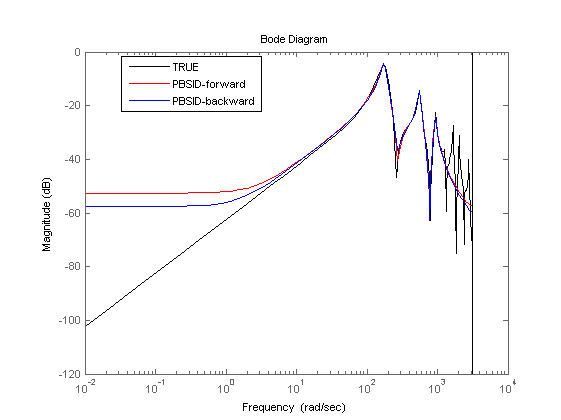 Bode Diagram
TRUE
PBSID-forward
PBSID-backward
Magnitude (dB)
0
-20
-40
-60
-80
-100
-120
10^-2
10^-1
10^0
10^1
10^2
10^3
10^4
Frequency (rad/sec)